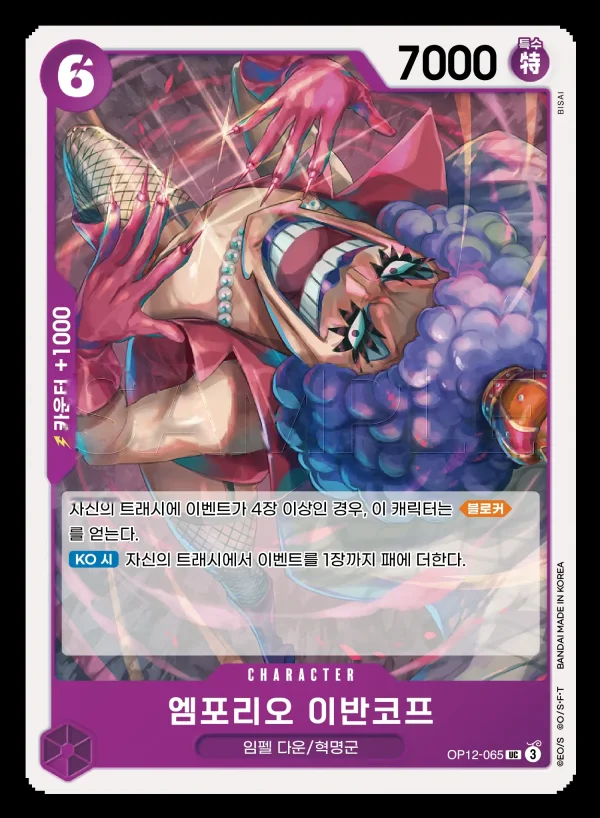 6
7000
특수
特
BISAI
카운터 +1000
SAMPLE
자신의 트래시에 이벤트가 4장 이상인 경우, 이 캐릭터는 블로커
를 얻는다.
KO 시 자신의 트래시에서 이벤트를 1장까지 패에 더한다.
CHARACTER
엠포리오 이반코프
임펠 다운/혁명군
OP12-065 UC 3
©EO/S ©O/S·F·T BANDAI MADE IN KOREA